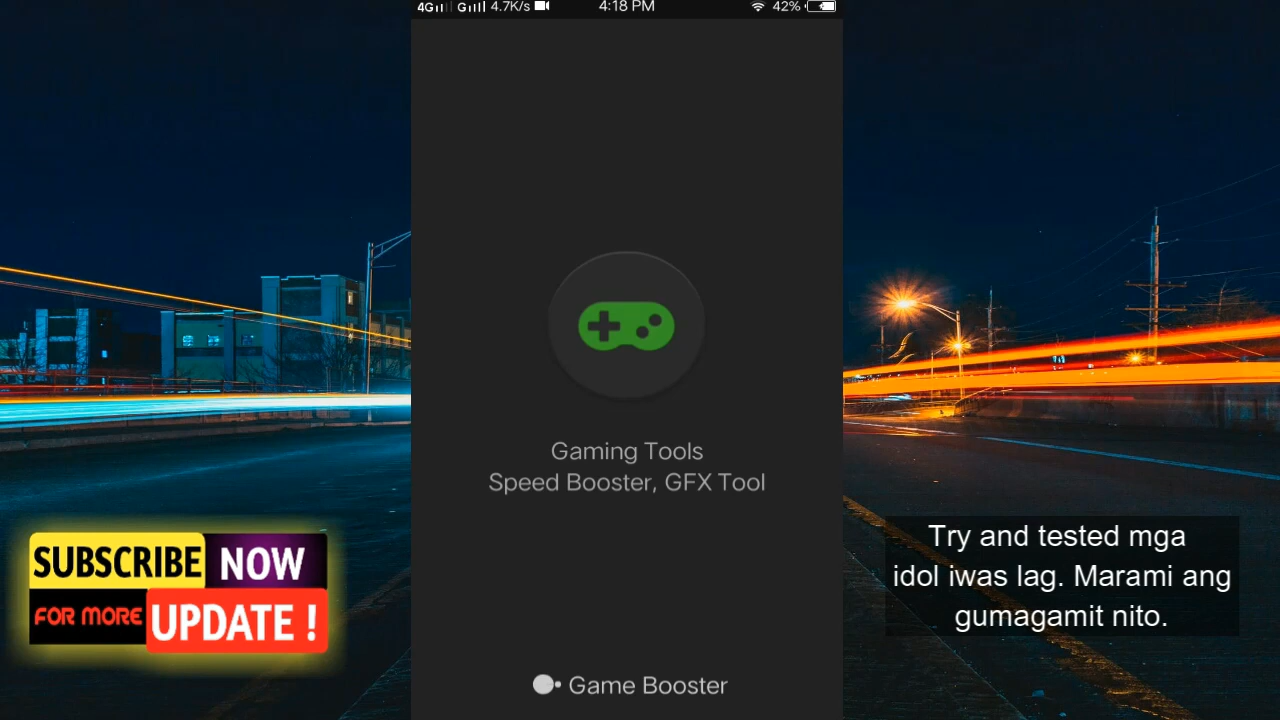 4G G 4.7K/s 4:18 PM 42%
Gaming Tools
Speed Booster, GFX Tool
Game Booster
SUBSCRIBE NOW
FOR MORE UPDATE !
Try and tested mga
idol iwas lag. Marami ang
gumagamit nito.